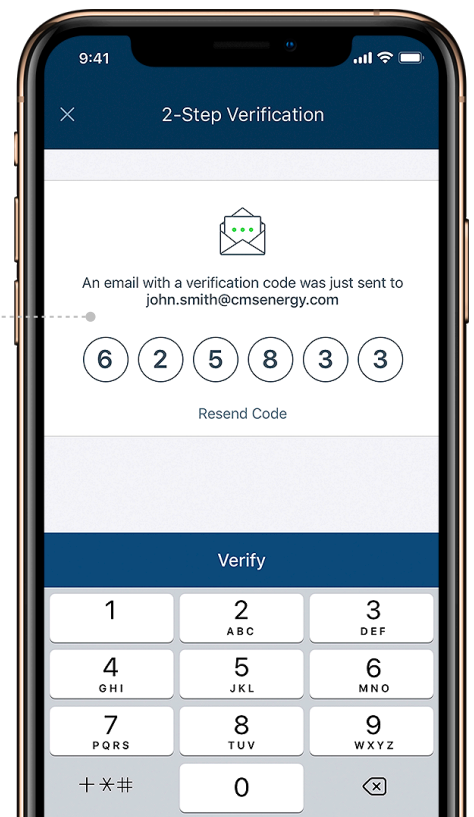 9:41
2-Step Verification
An email with a verification code was just sent to
john.smith@cmsenergy.com
6 2 5 8 3 3
Resend Code
Verify
1 2 3
ABC DEF
4 5 6
GHI JKL MNO
7 8 9
PQRS TUV WXYZ
+*# 0